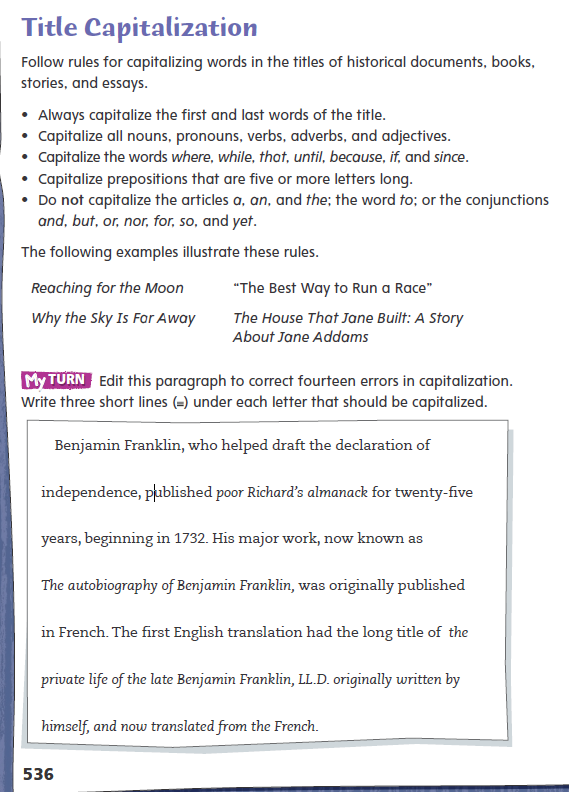 Title Capitalization
Follow rules for capitalizing words in the titles of historical documents, books,
stories, and essays.
• Always capitalize the first and last words of the title.
• Capitalize all nouns, pronouns, verbs, adverbs, and adjectives.
• Capitalize the words where, while, that, until, because, if, and since.
• Capitalize prepositions that are five or more letters long.
• Do not capitalize the articles a, an, and the; the word to; or the conjunctions
and, but, or, nor, for, so, and yet.
The following examples illustrate these rules.
Reaching for the Moon
“The Best Way to Run a Race”
Why the Sky Is Far Away
The House That Jane Built: A Story
About Jane Addams
My TURN Edit this paragraph to correct fourteen errors in capitalization.
Write three short lines (≡) under each letter that should be capitalized.
Benjamin Franklin, who helped draft the declaration of
independence, published poor Richard’s almanack for twenty-five
years, beginning in 1732. His major work, now known as
The autobiography of Benjamin Franklin, was originally published
in French. The first English translation had the long title of the
private life of the late Benjamin Franklin, LL.D. originally written by
himself, and now translated from the French.
536